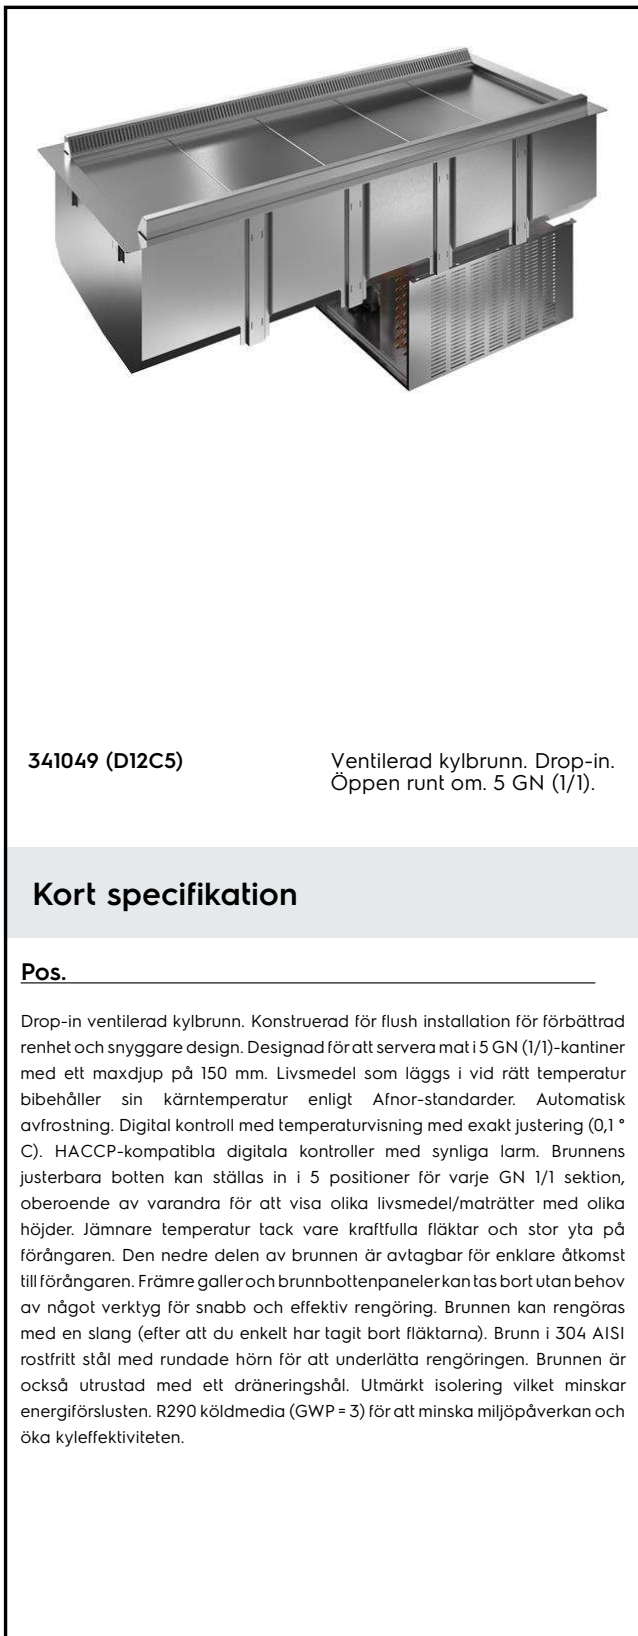 341049 (D12C5)
Ventilerad kylbrunn. Drop-in.
Öppen runt om. 5 GN (1/1).
Kort specifikation
Pos.
Drop-in ventilerad kylbrunn. Konstruerad för flush installation för förbättrad
renhet och snyggare design. Designad för att servera mat i 5 GN (1/1)-kantiner
med ett maxdjup på 150 mm. Livsmedel som läggs i vid rätt temperatur
bibehåller sin kärntemperatur enligt Afnor-standarder. Automatisk
avfrostning. Digital kontroll med temperaturvisning med exakt justering (0,1 °
C). HACCP-kompatibla digitala kontroller med synliga larm. Brunnens
justerbara botten kan ställas in i 5 positioner för varje GN 1/1 sektion,
oberoende av varandra för att visa olika livsmedel/maträtter med olika
höjder. Jämnare temperatur tack vare kraftfulla fläktar och stor yta på
förångaren. Den nedre delen av brunnen är avtagbar för enklare åtkomst
till förångaren. Främre galler och brunnbottenpaneler kan tas bort utan behov
av något verktyg för snabb och effektiv rengöring. Brunnen kan rengöras
med en slang (efter att du enkelt har tagit bort fläktarna). Brunn i 304 AISI
rostfritt stål med rundade hörn för att underlätta rengöringen. Brunnen är
också utrustad med ett dräneringshål. Utmärkt isolering vilket minskar
energiförslusten. R290 köldmedia (GWP = 3) för att minska miljöpåverkan och
öka kyleffektiviteten.